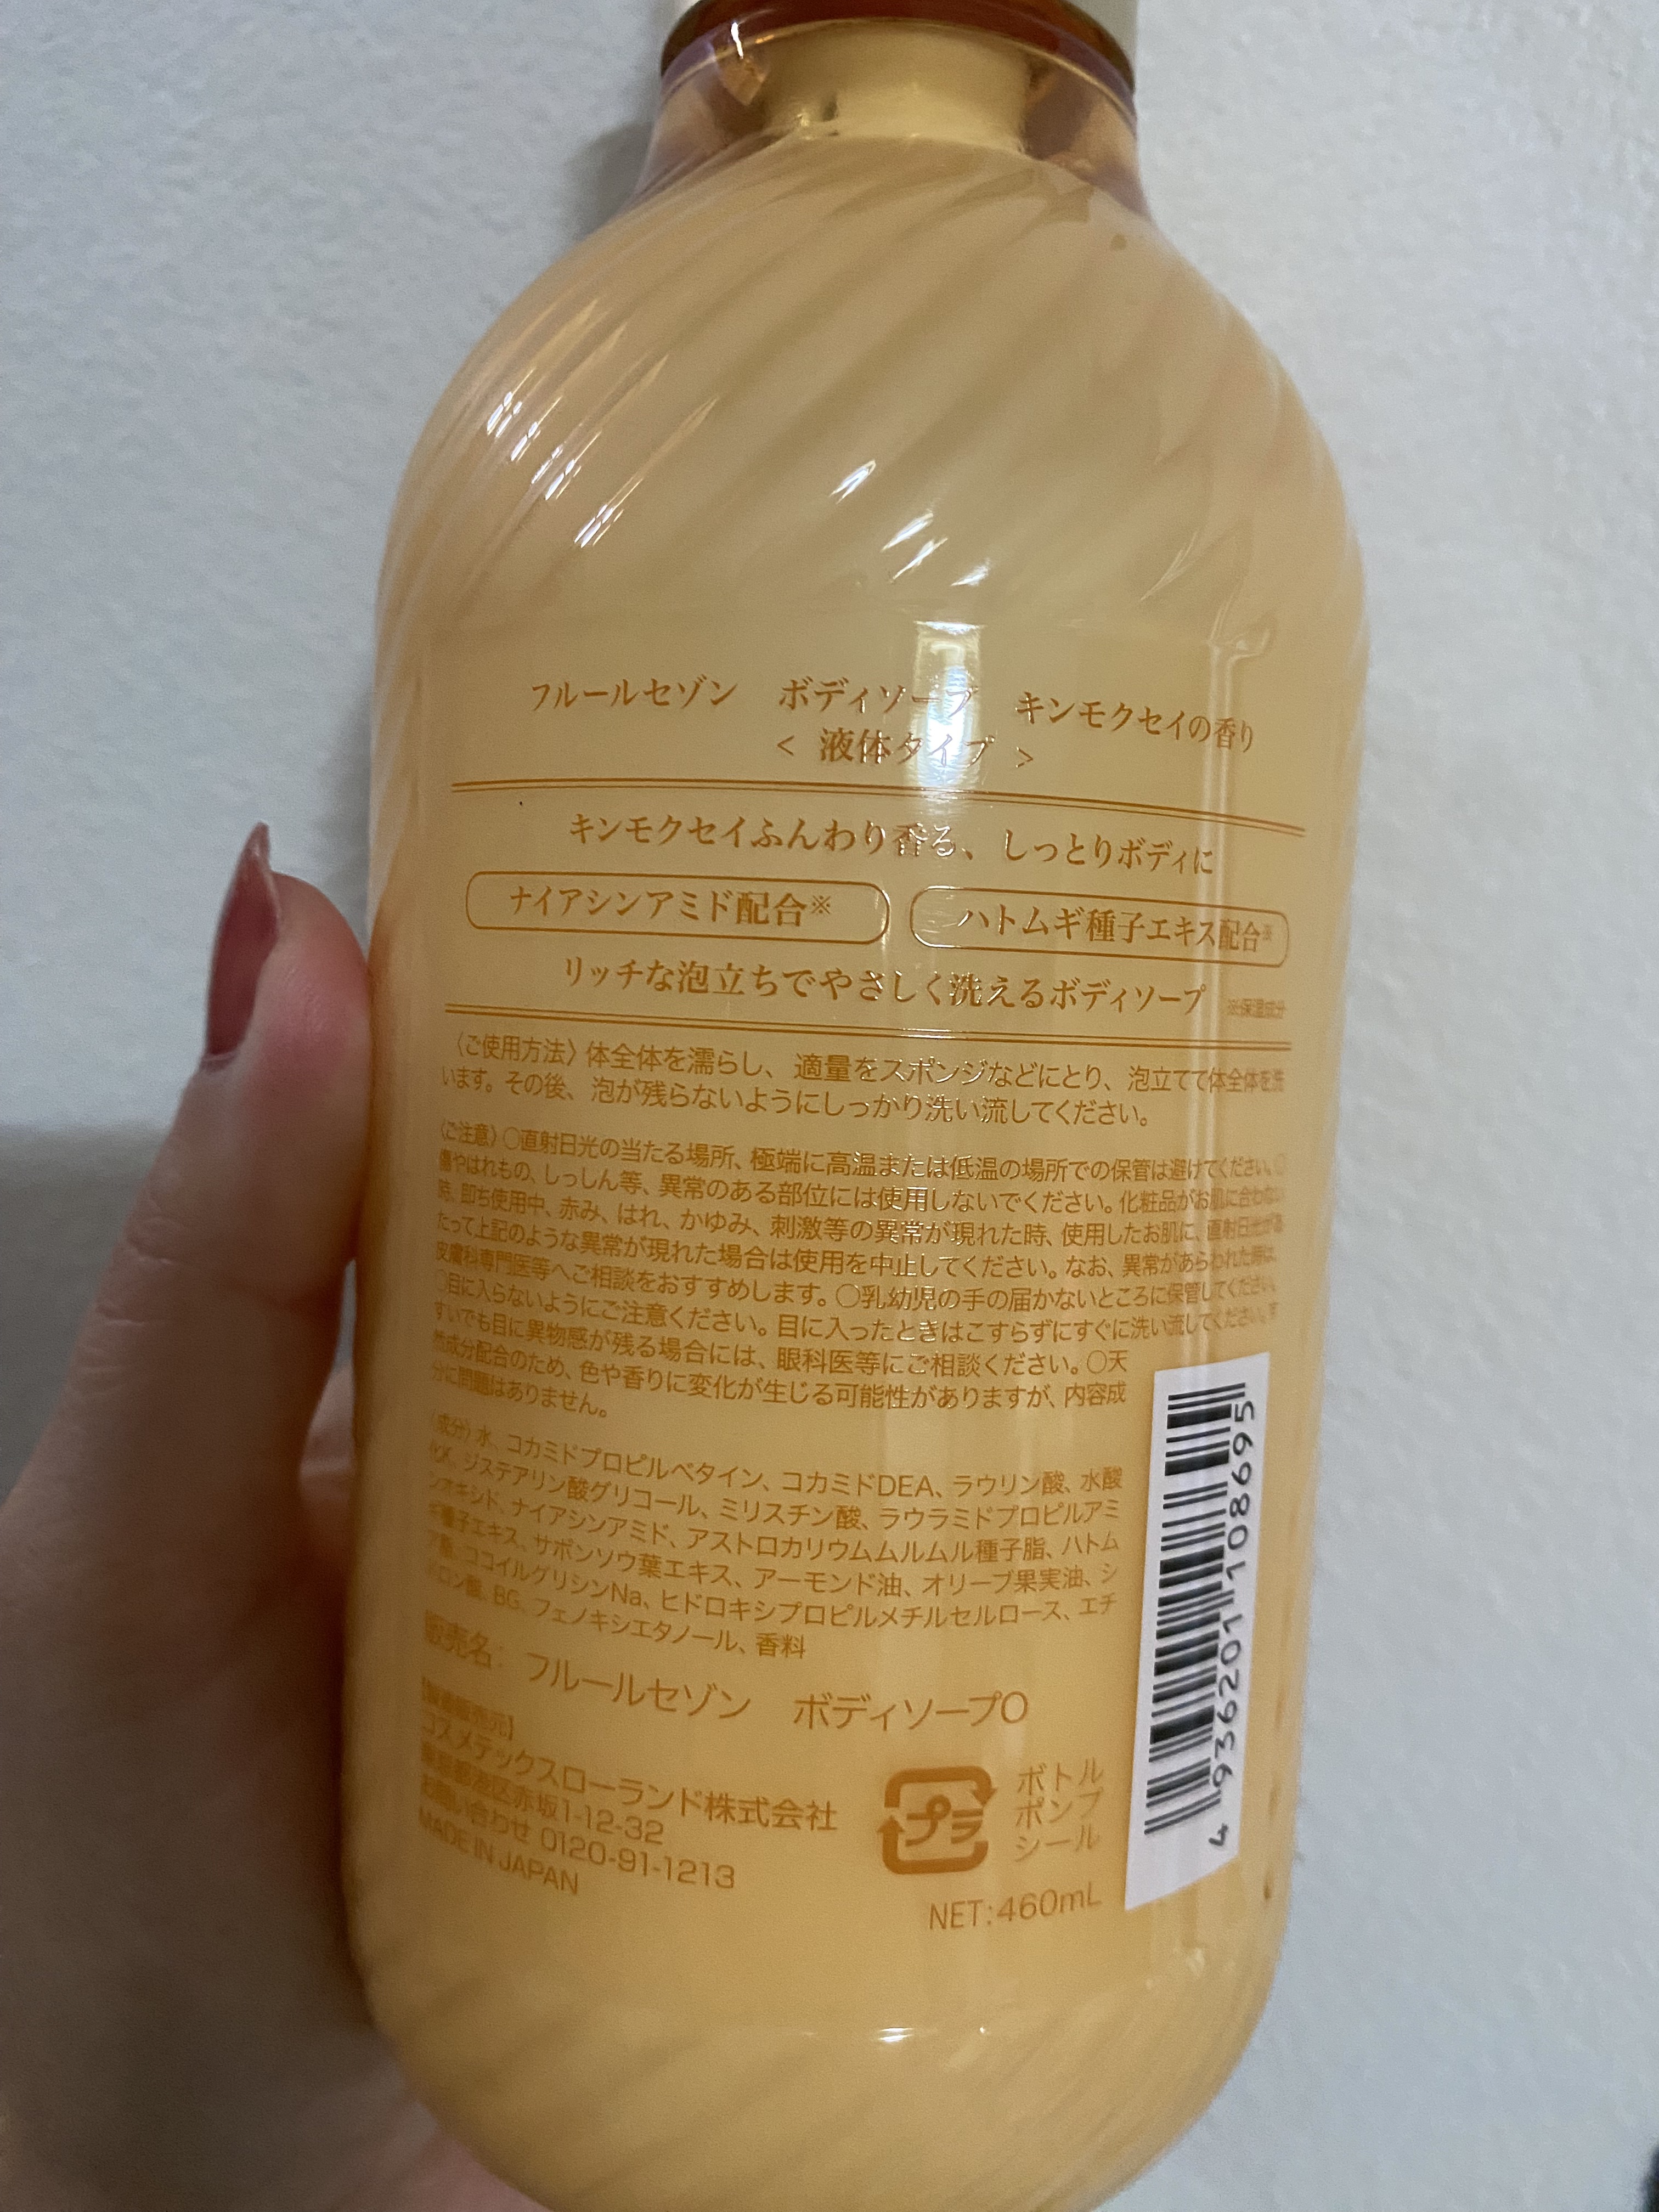 フルールセゾン　ボディソープ　キンモクセイの香り
< 液体タイプ >
キンモクセイふんわり香る、しっとりボディに
ナイアシンアミド配合※
ハトムギ種子エキス配合※
リッチな泡立ちでやさしく洗えるボディソープ ※保湿成分
〈ご使用方法〉体全体を濡らし、適量をスポンジなどにとり、泡立てて体全体を洗
います。その後、泡が残らないようにしっかり洗い流してください。
〈ご注意〉○直射日光の当たる場所、極端に高温または低温の場所での保管は避けてください。○
傷やはれもの、しっしん等、異常のある部位には使用しないでください。化粧品がお肌に合わない
時、即ち使用中、赤み、はれ、かゆみ、刺激等の異常が現れた時、使用したお肌に、直射日光が当
たって上記のような異常が現れた場合は使用を中止してください。なお、異常があらわれた時は、
皮膚科専門医等へご相談をおすすめします。○乳幼児の手の届かないところに保管してください。
○目に入らないようにご注意ください。目に入ったときはこすらずにすぐに洗い流してください。す
すいでも目に異物感が残る場合には、眼科医等にご相談ください。○天
然成分配合のため、色や香りに変化が生じる可能性がありますが、内容成
分に問題はありません。
〈成分〉水、コカミドプロピルベタイン、コカミドDEA、ラウリン酸、水酸
化K、ジステアリン酸グリコール、ミリスチン酸、ラウラミドプロピルアミ
ンオキシド、ナイアシンアミド、アストロカリウムムルムル種子脂、ハトム
ギ種子エキス、サボンソウ葉エキス、アーモンド油、オリーブ果実油、シ
ア脂、ココイルグリシンNa、ヒドロキシプロピルメチルセルロース、エチ
ドロン酸、BG、フェノキシエタノール、香料
販売名：フルールセゾン　ボディソープO
【製造販売元】
コスメテックスローランド株式会社
東京都港区赤坂1-12-32
お問い合わせ 0120-91-1213
MADE IN JAPAN
プラ
ボトル
ポンプ
シール
NET:460mL
4 936201 108695